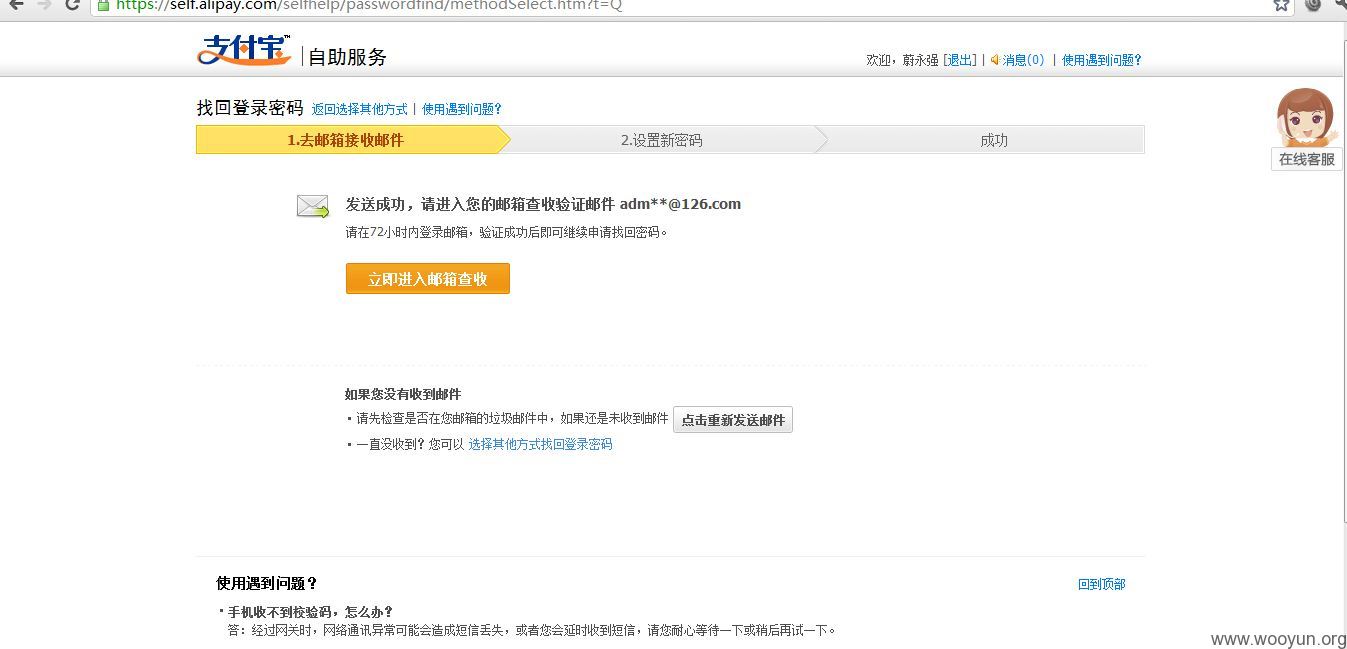 https://self.alipay.com/selfhelp/passwordfind/methodSelect.htm?t=Q
支付宝™ 自助服务
欢迎，蔚永强 [退出] | 消息(0) | 使用遇到问题?
找回登录密码 返回选择其他方式 | 使用遇到问题?
1.去邮箱接收邮件 2.设置新密码 成功
在线客服
发送成功，请进入您的邮箱查收验证邮件 adm**@126.com
请在72小时内登录邮箱，验证成功后即可继续申请找回密码。
立即进入邮箱查收
如果您没有收到邮件
• 请先检查是否在您邮箱的垃圾邮件中，如果还是未收到邮件 点击重新发送邮件
• 一直没收到? 您可以 选择其他方式找回登录密码
使用遇到问题? 回到顶部
• 手机收不到校验码，怎么办?
答：经过网关时，网络通讯异常可能会造成短信丢失，或者您会延时收到短信，请您耐心等待一下或稍后再试一下。
www.wooyun.org